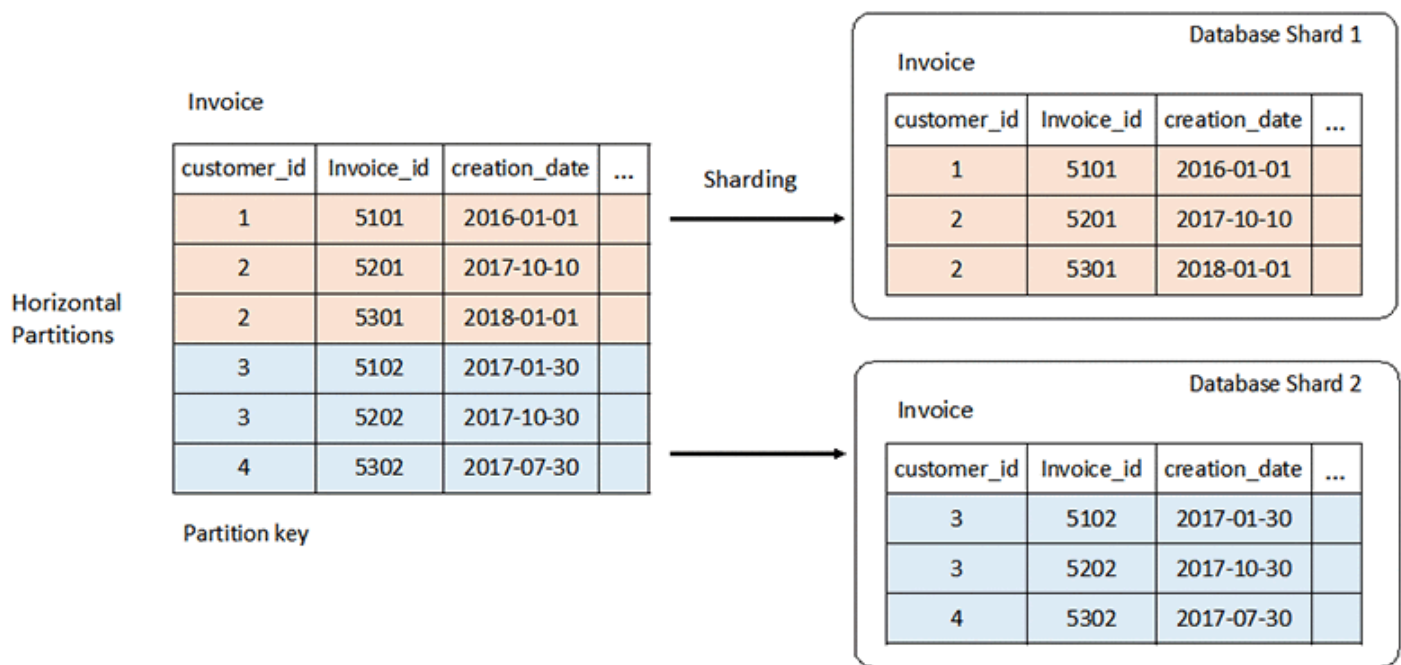 Invoice
customer_id Invoice_id creation_date ...
1 5101 2016-01-01
2 5201 2017-10-10
2 5301 2018-01-01
3 5102 2017-01-30
3 5202 2017-10-30
4 5302 2017-07-30
Horizontal
Partitions
Partition key
Sharding
Database Shard 1
Invoice
customer_id Invoice_id creation_date ...
1 5101 2016-01-01
2 5201 2017-10-10
2 5301 2018-01-01
Database Shard 2
Invoice
customer_id Invoice_id creation_date ...
3 5102 2017-01-30
3 5202 2017-10-30
4 5302 2017-07-30